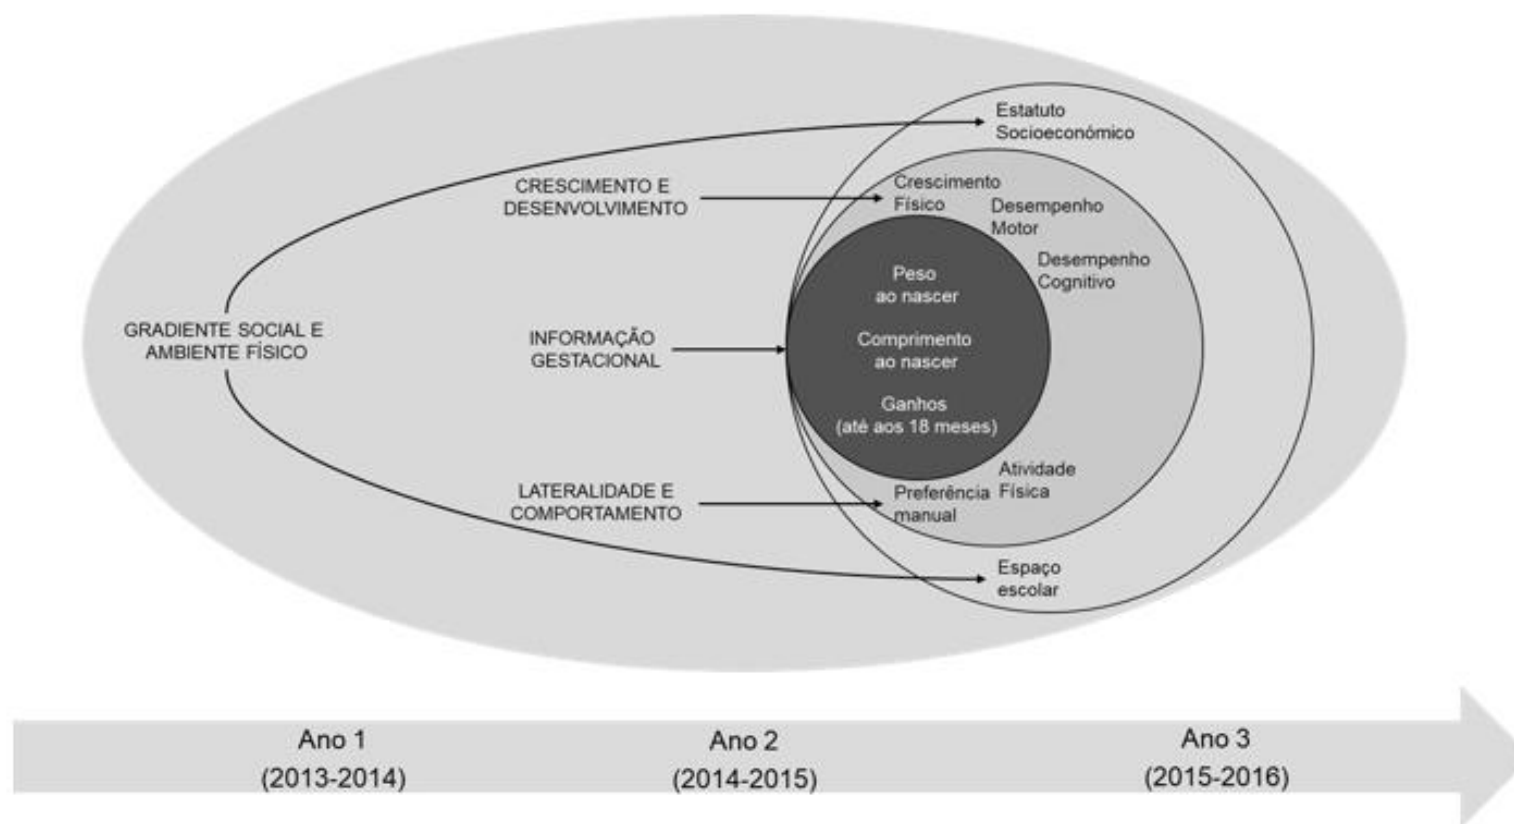 Estatuto
Socioeconómico
CRESCIMENTO E
DESENVOLVIMENTO
Crescimento
Físico
Desempenho
Motor
Desempenho
Cognitivo
Peso
ao nascer
GRADIENTE SOCIAL E
AMBIENTE FÍSICO
INFORMAÇÃO
GESTACIONAL
Comprimento
ao nascer
Ganhos
(até aos 18 meses)
LATERALIDADE E
COMPORTAMENTO
Preferência
manual
Atividade
Física
Espaço
escolar
Ano 1
(2013-2014)
Ano 2
(2014-2015)
Ano 3
(2015-2016)